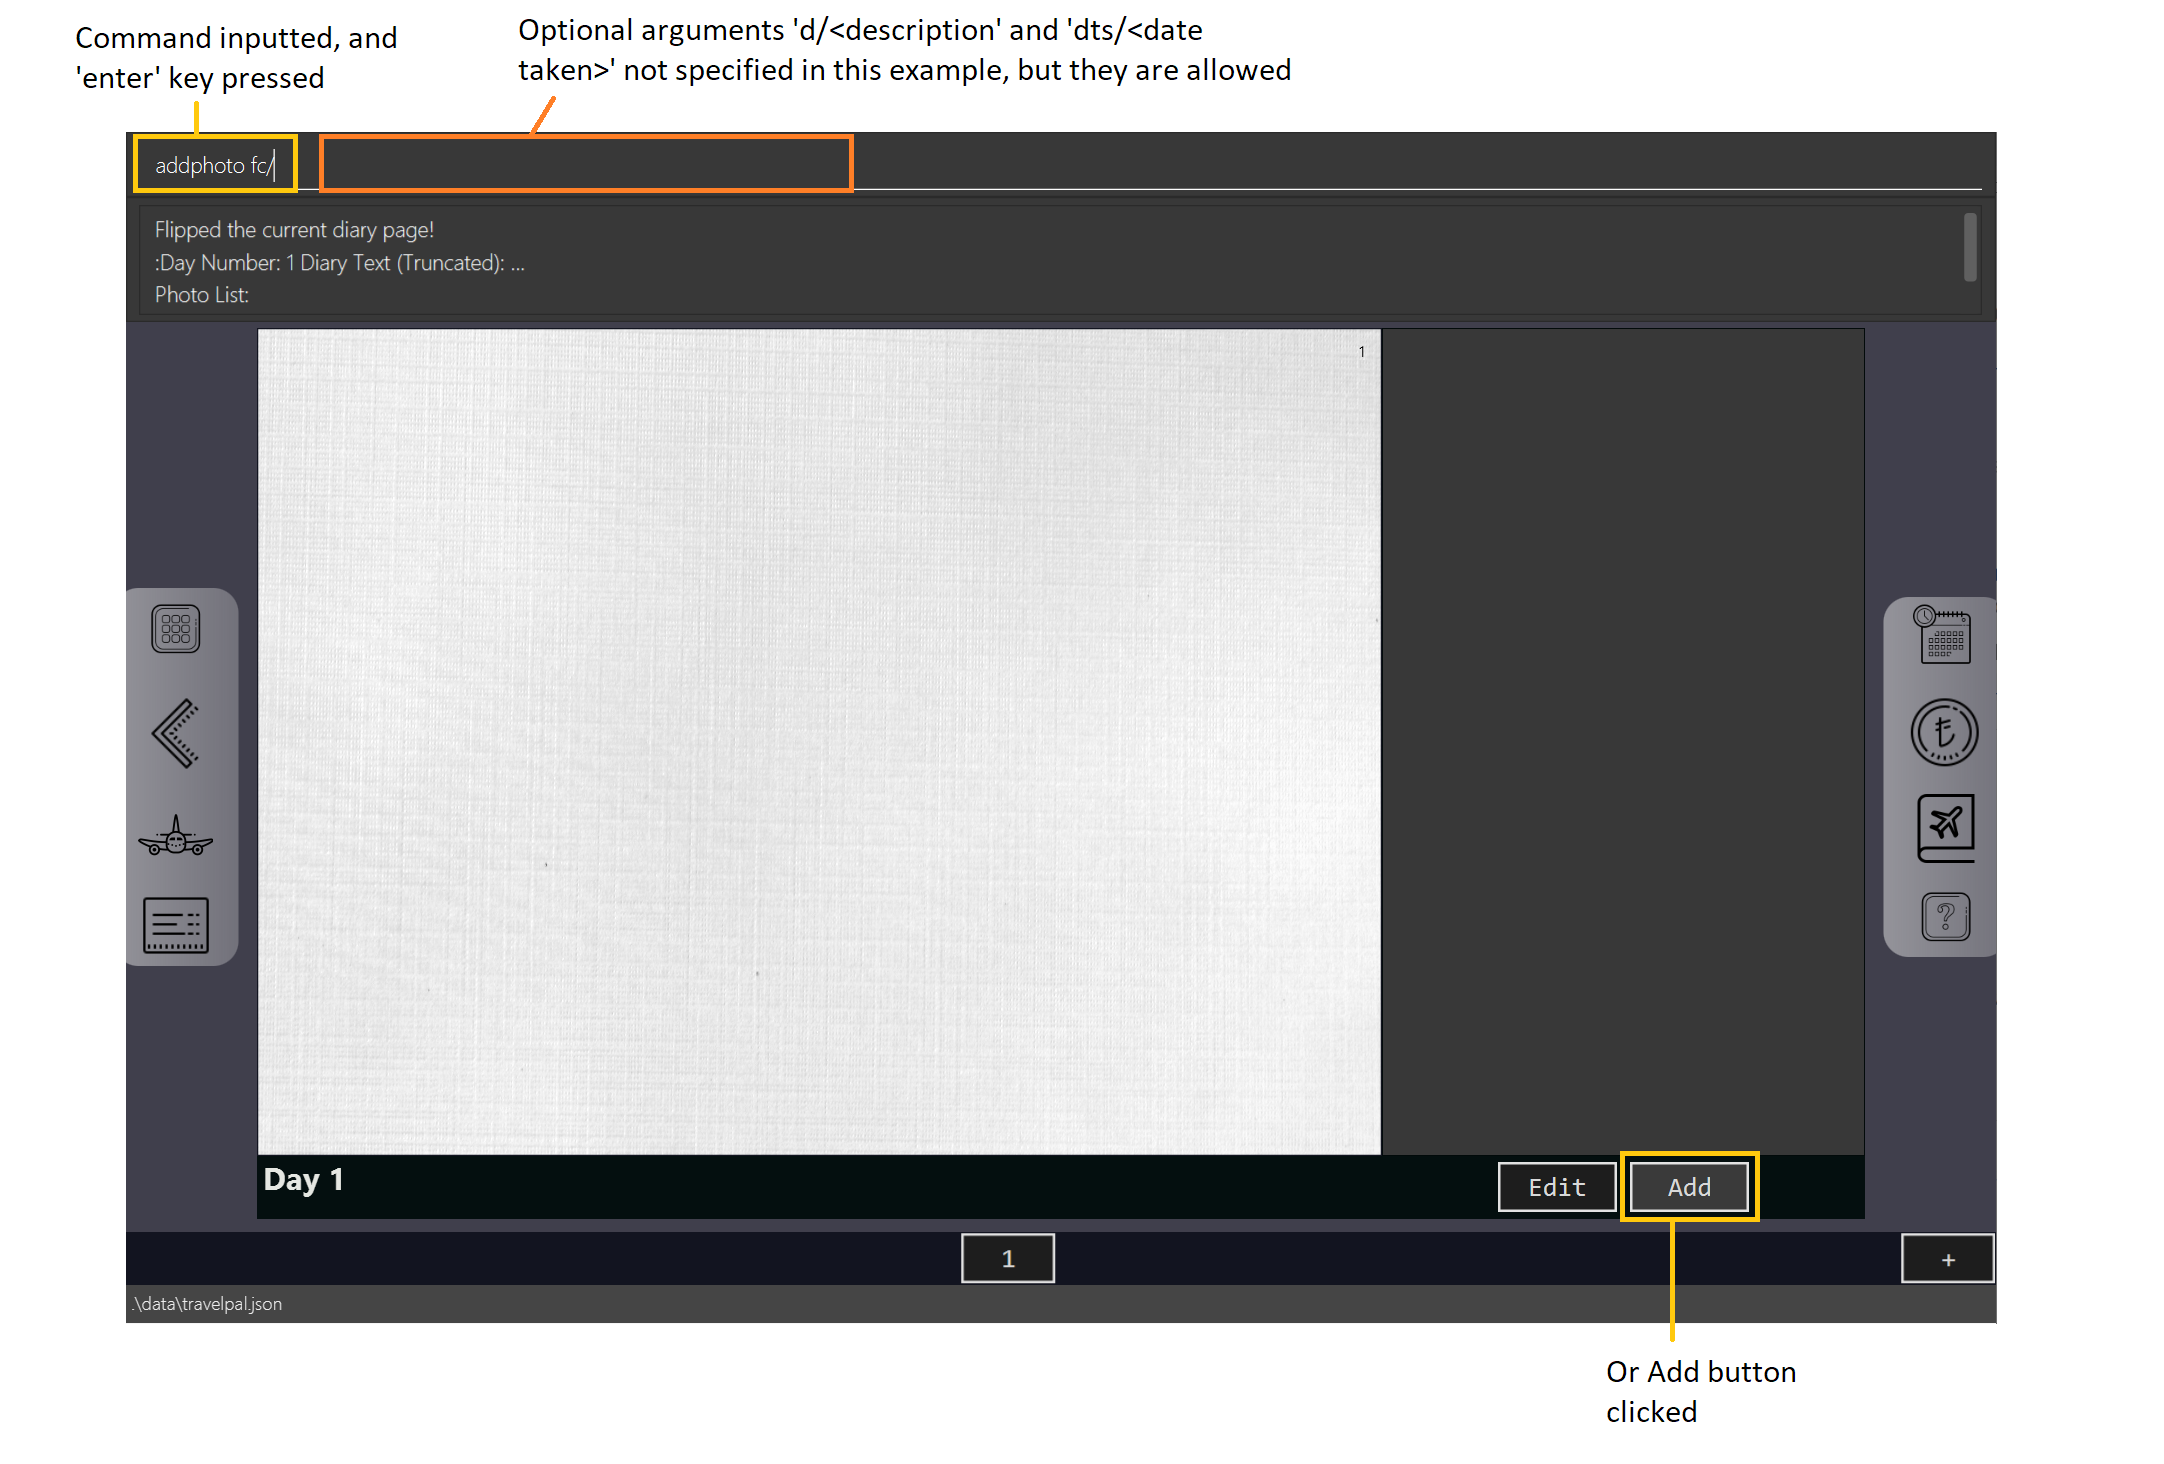 Command inputted, and
'enter' key pressed
Optional arguments 'd/<description' and 'dts/<date
taken>' not specified in this example, but they are allowed
addphoto fc/
Flipped the current diary page!
:Day Number: 1 Diary Text (Truncated): ...
Photo List:
1
Day 1
Edit
Add
1
+
.\data\travelpal.json
Or Add button
clicked